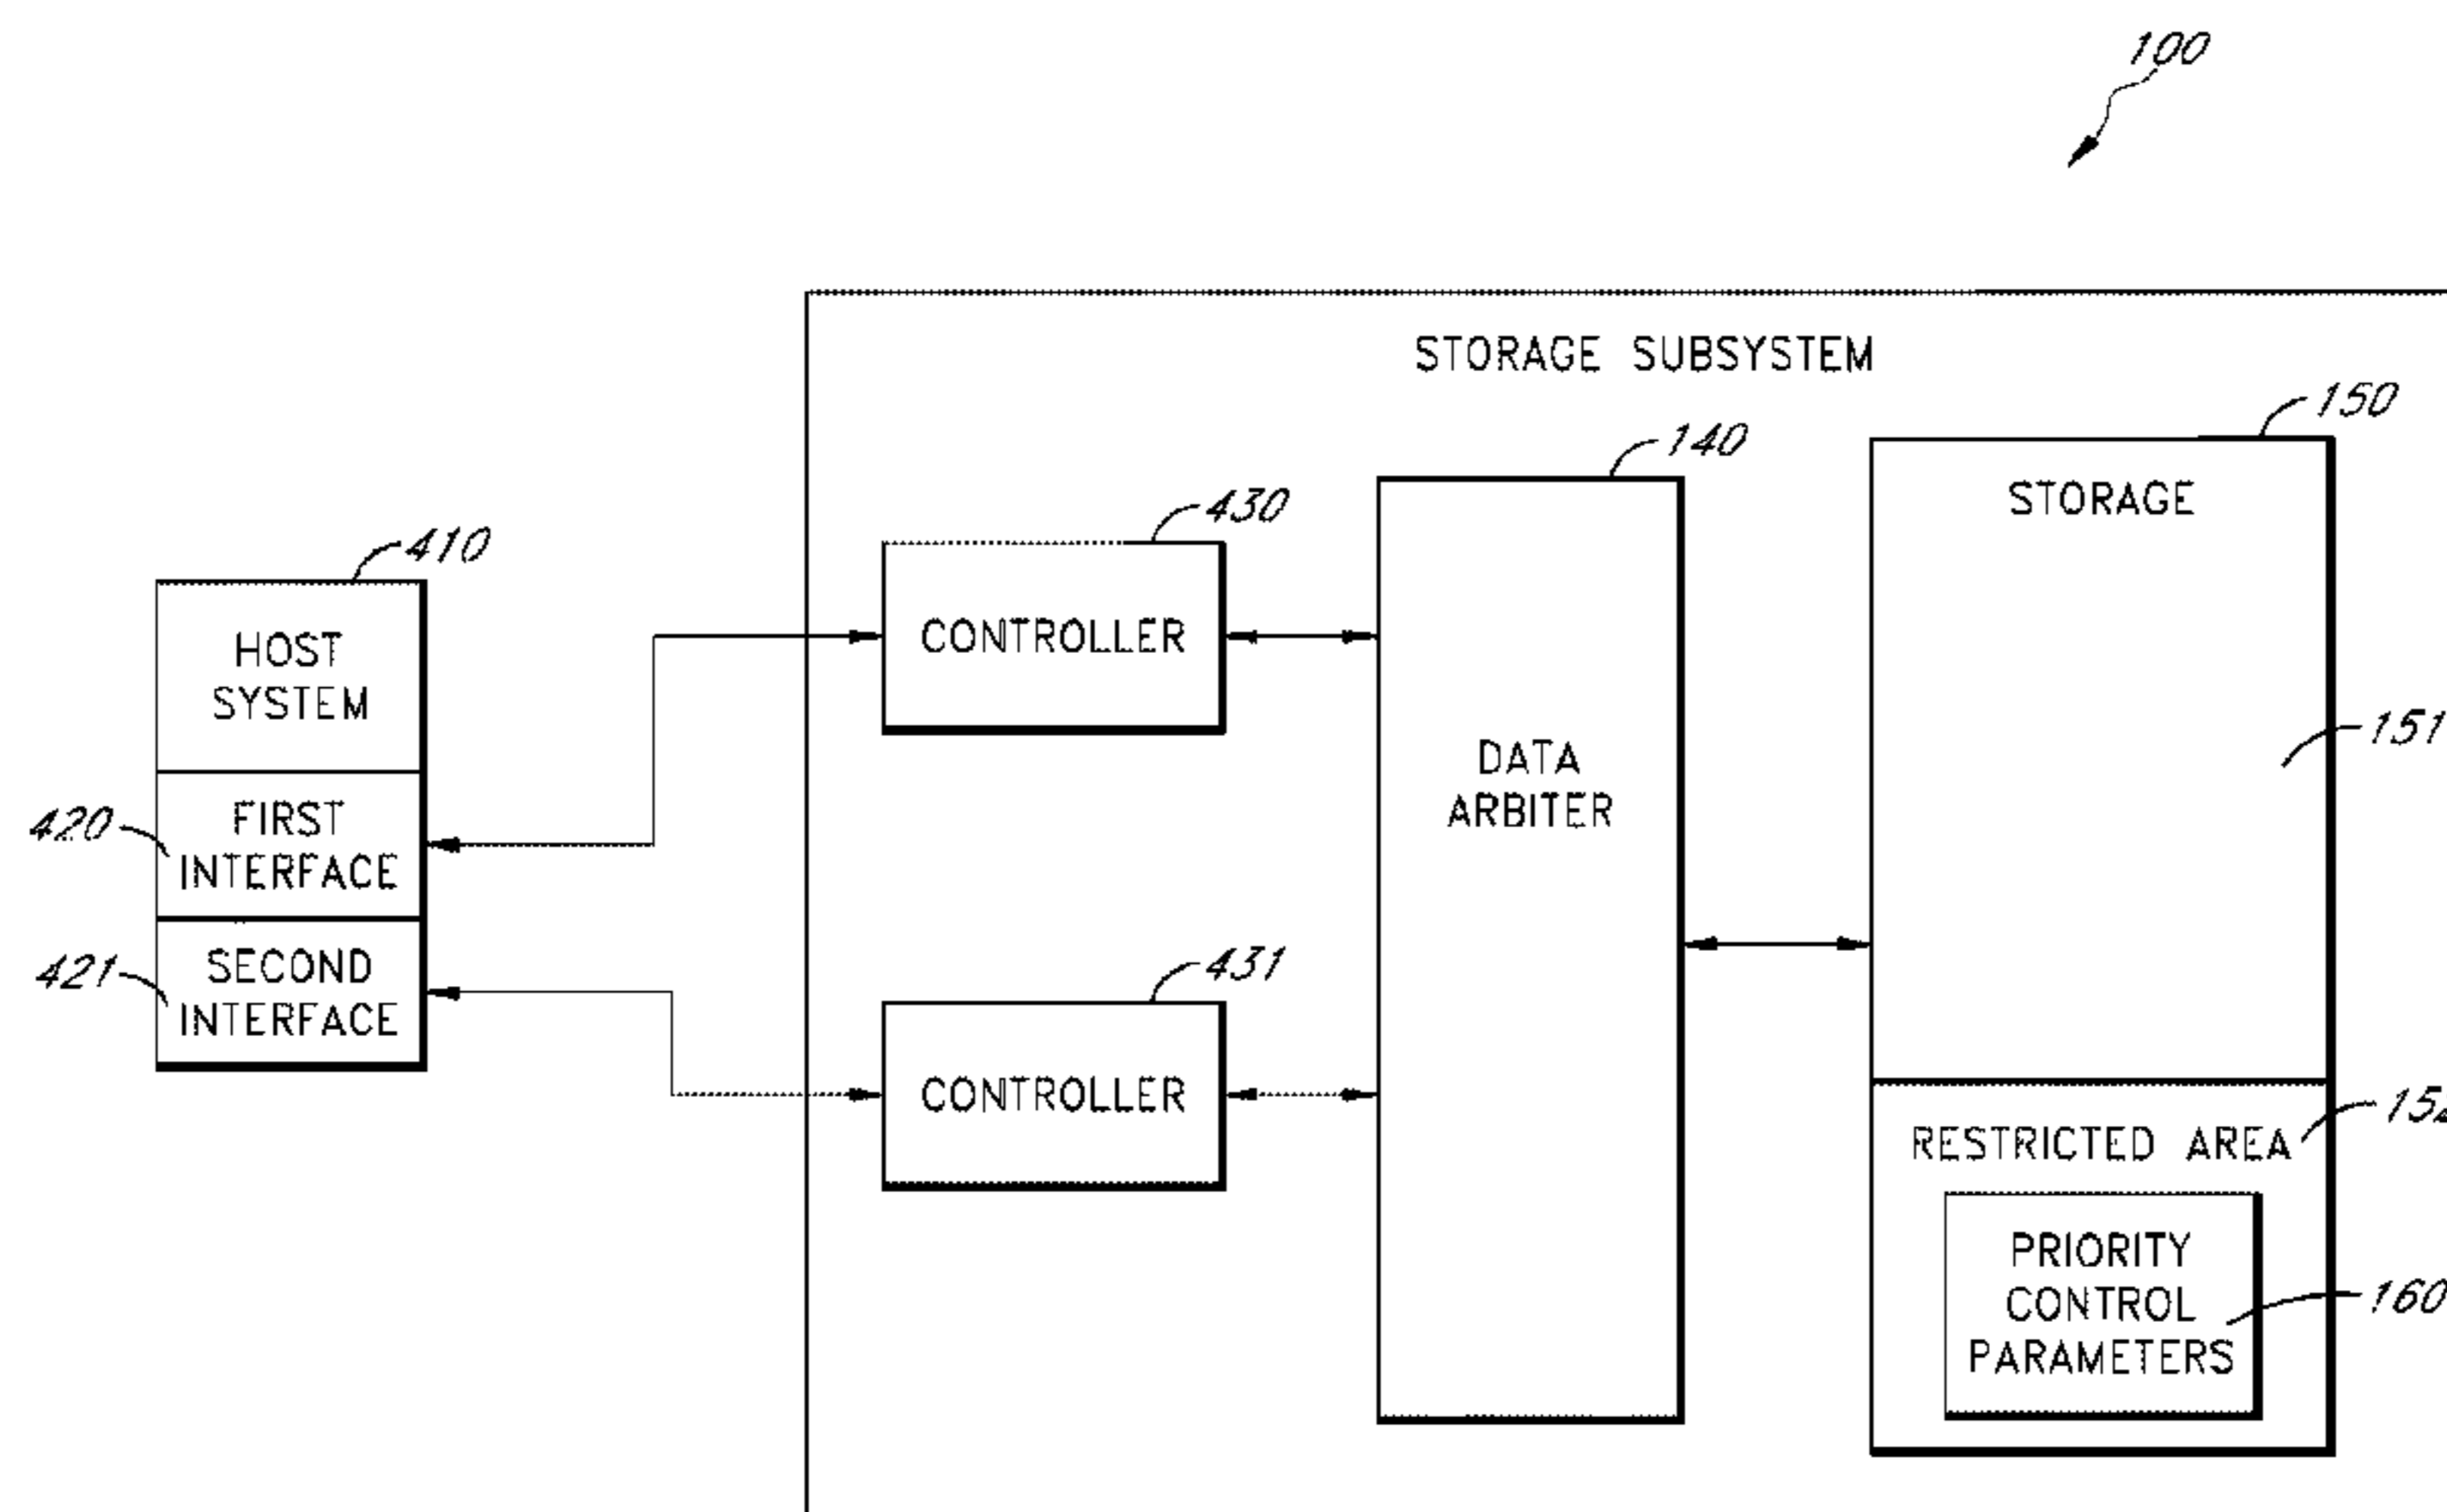 100
STORAGE SUBSYSTEM
150
140
STORAGE
430
410
CONTROLLER
HOST
SYSTEM
151
DATA
ARBITER
420
FIRST
INTERFACE
431
421
SECOND
INTERFACE
CONTROLLER
RESTRICTED AREA
PRIORITY
CONTROL
PARAMETERS
160